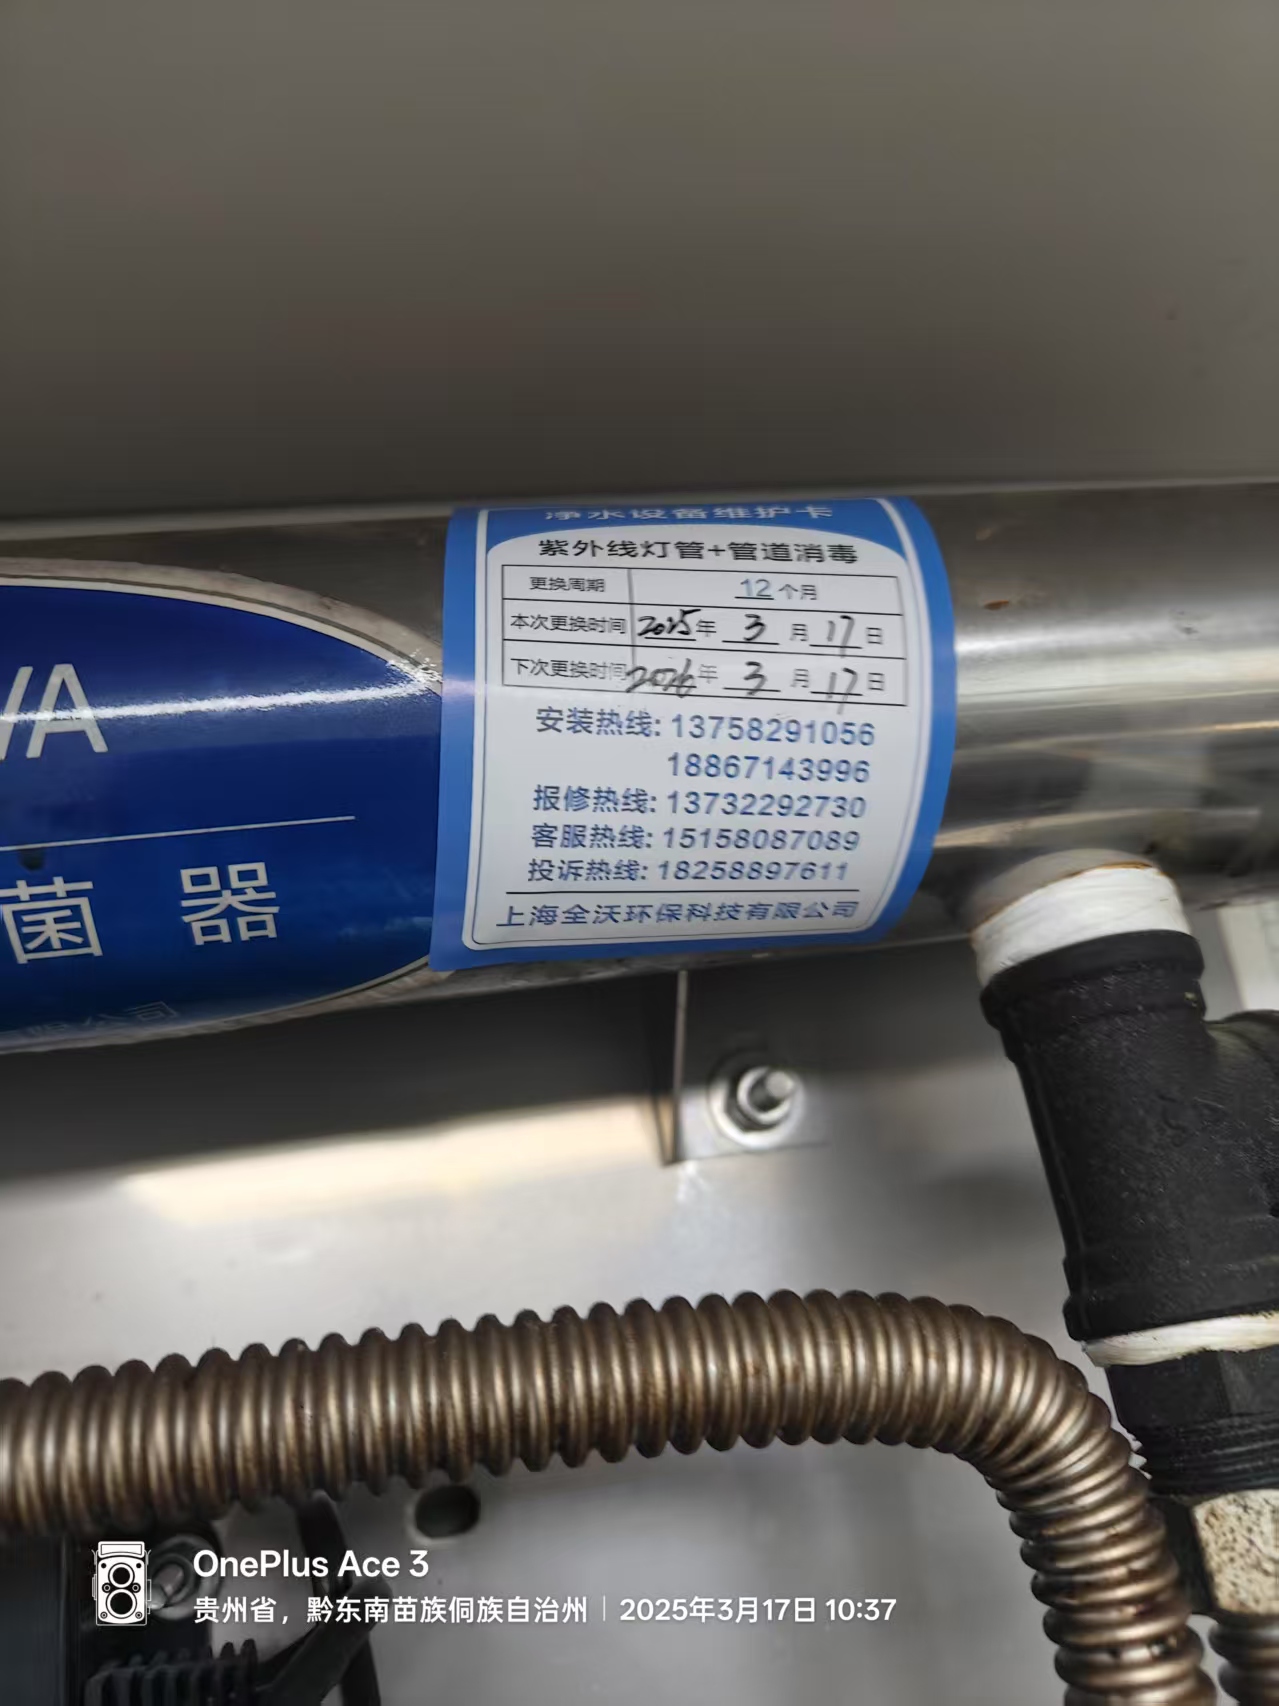 净水设备维护卡
紫外线灯管+管道消毒
更换周期 12个月
本次更换时间 2025年 3 月 17 日
下次更换时间 2026年 3 月 17 日
安装热线: 13758291056
18867143996
报修热线: 13732292730
客服热线: 15158087089
投诉热线: 18258897611
上海全沃环保科技有限公司
VA
菌 器
限公司
OnePlus Ace 3
贵州省，黔东南苗族侗族自治州 | 2025年3月17日 10:37